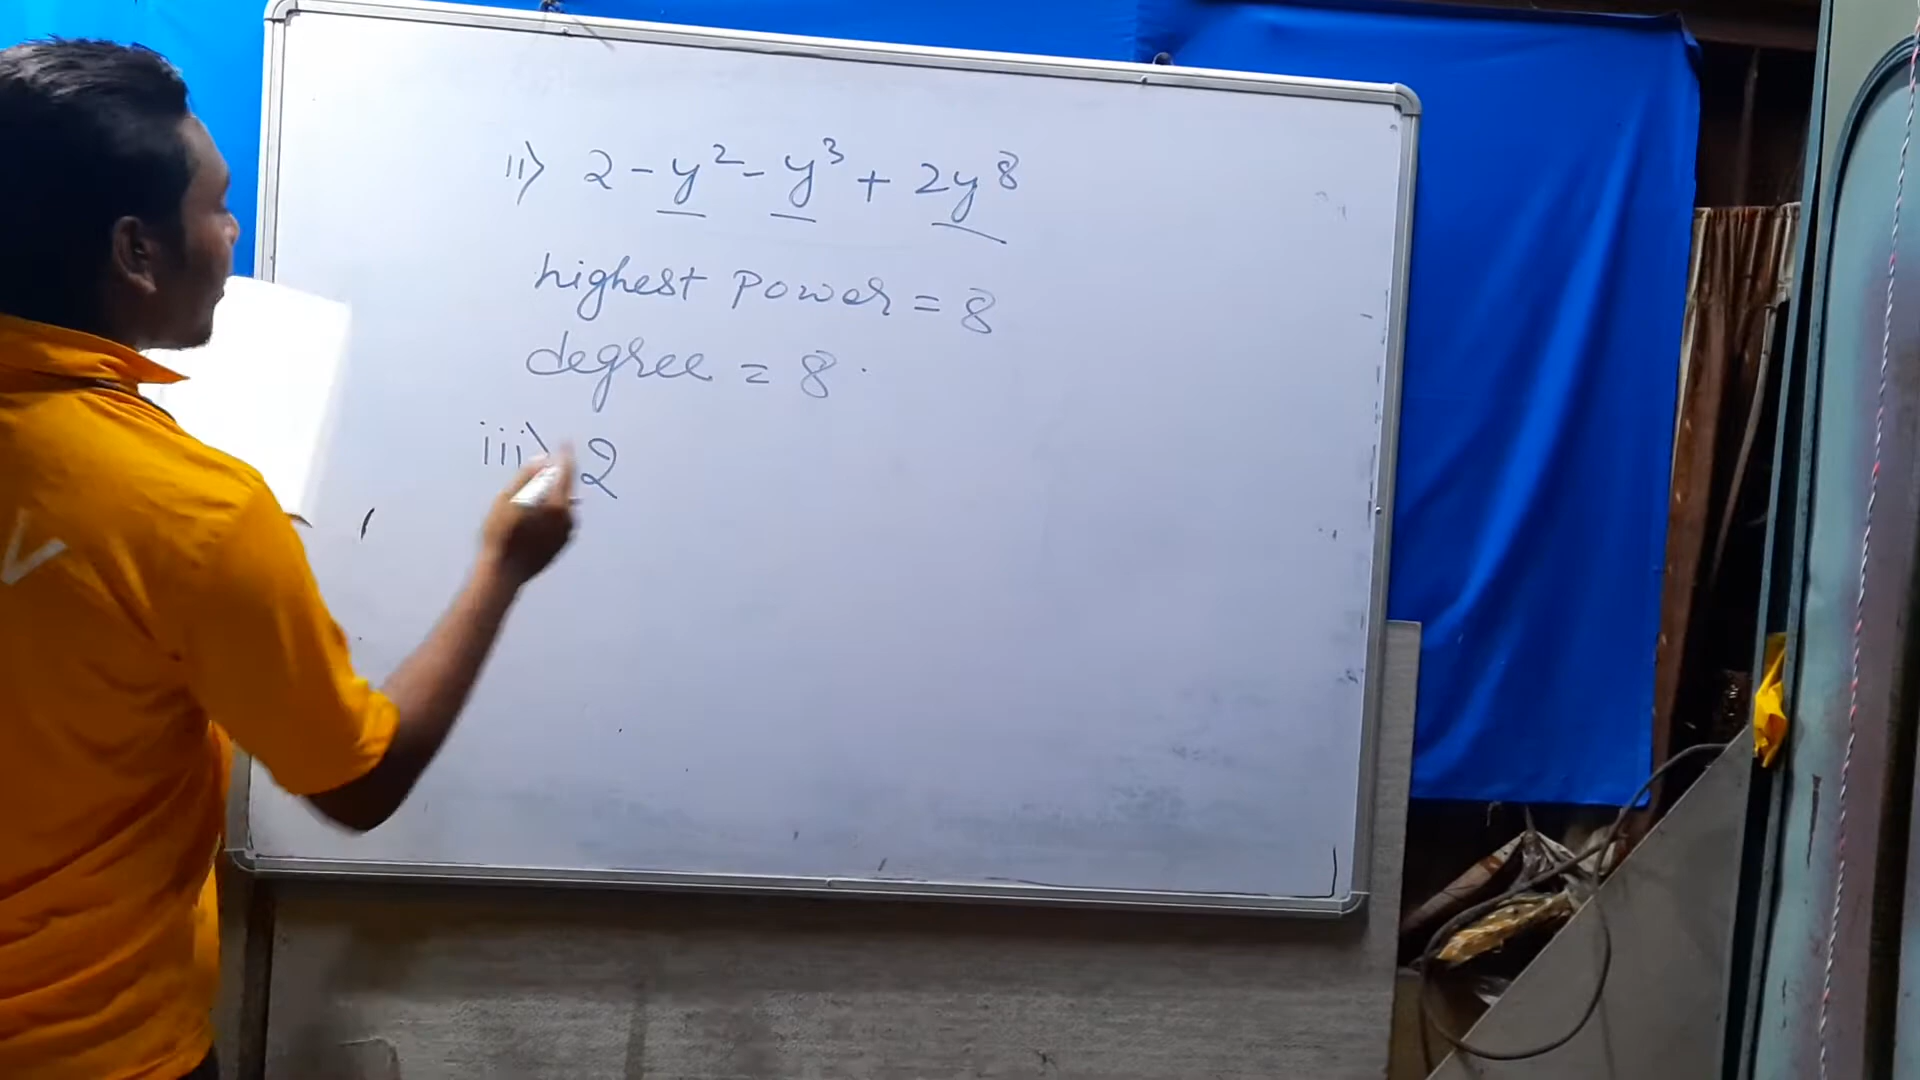 ii) 2 - y² - y³ + 2y⁸
highest power = 8
degree = 8.
iii) 2